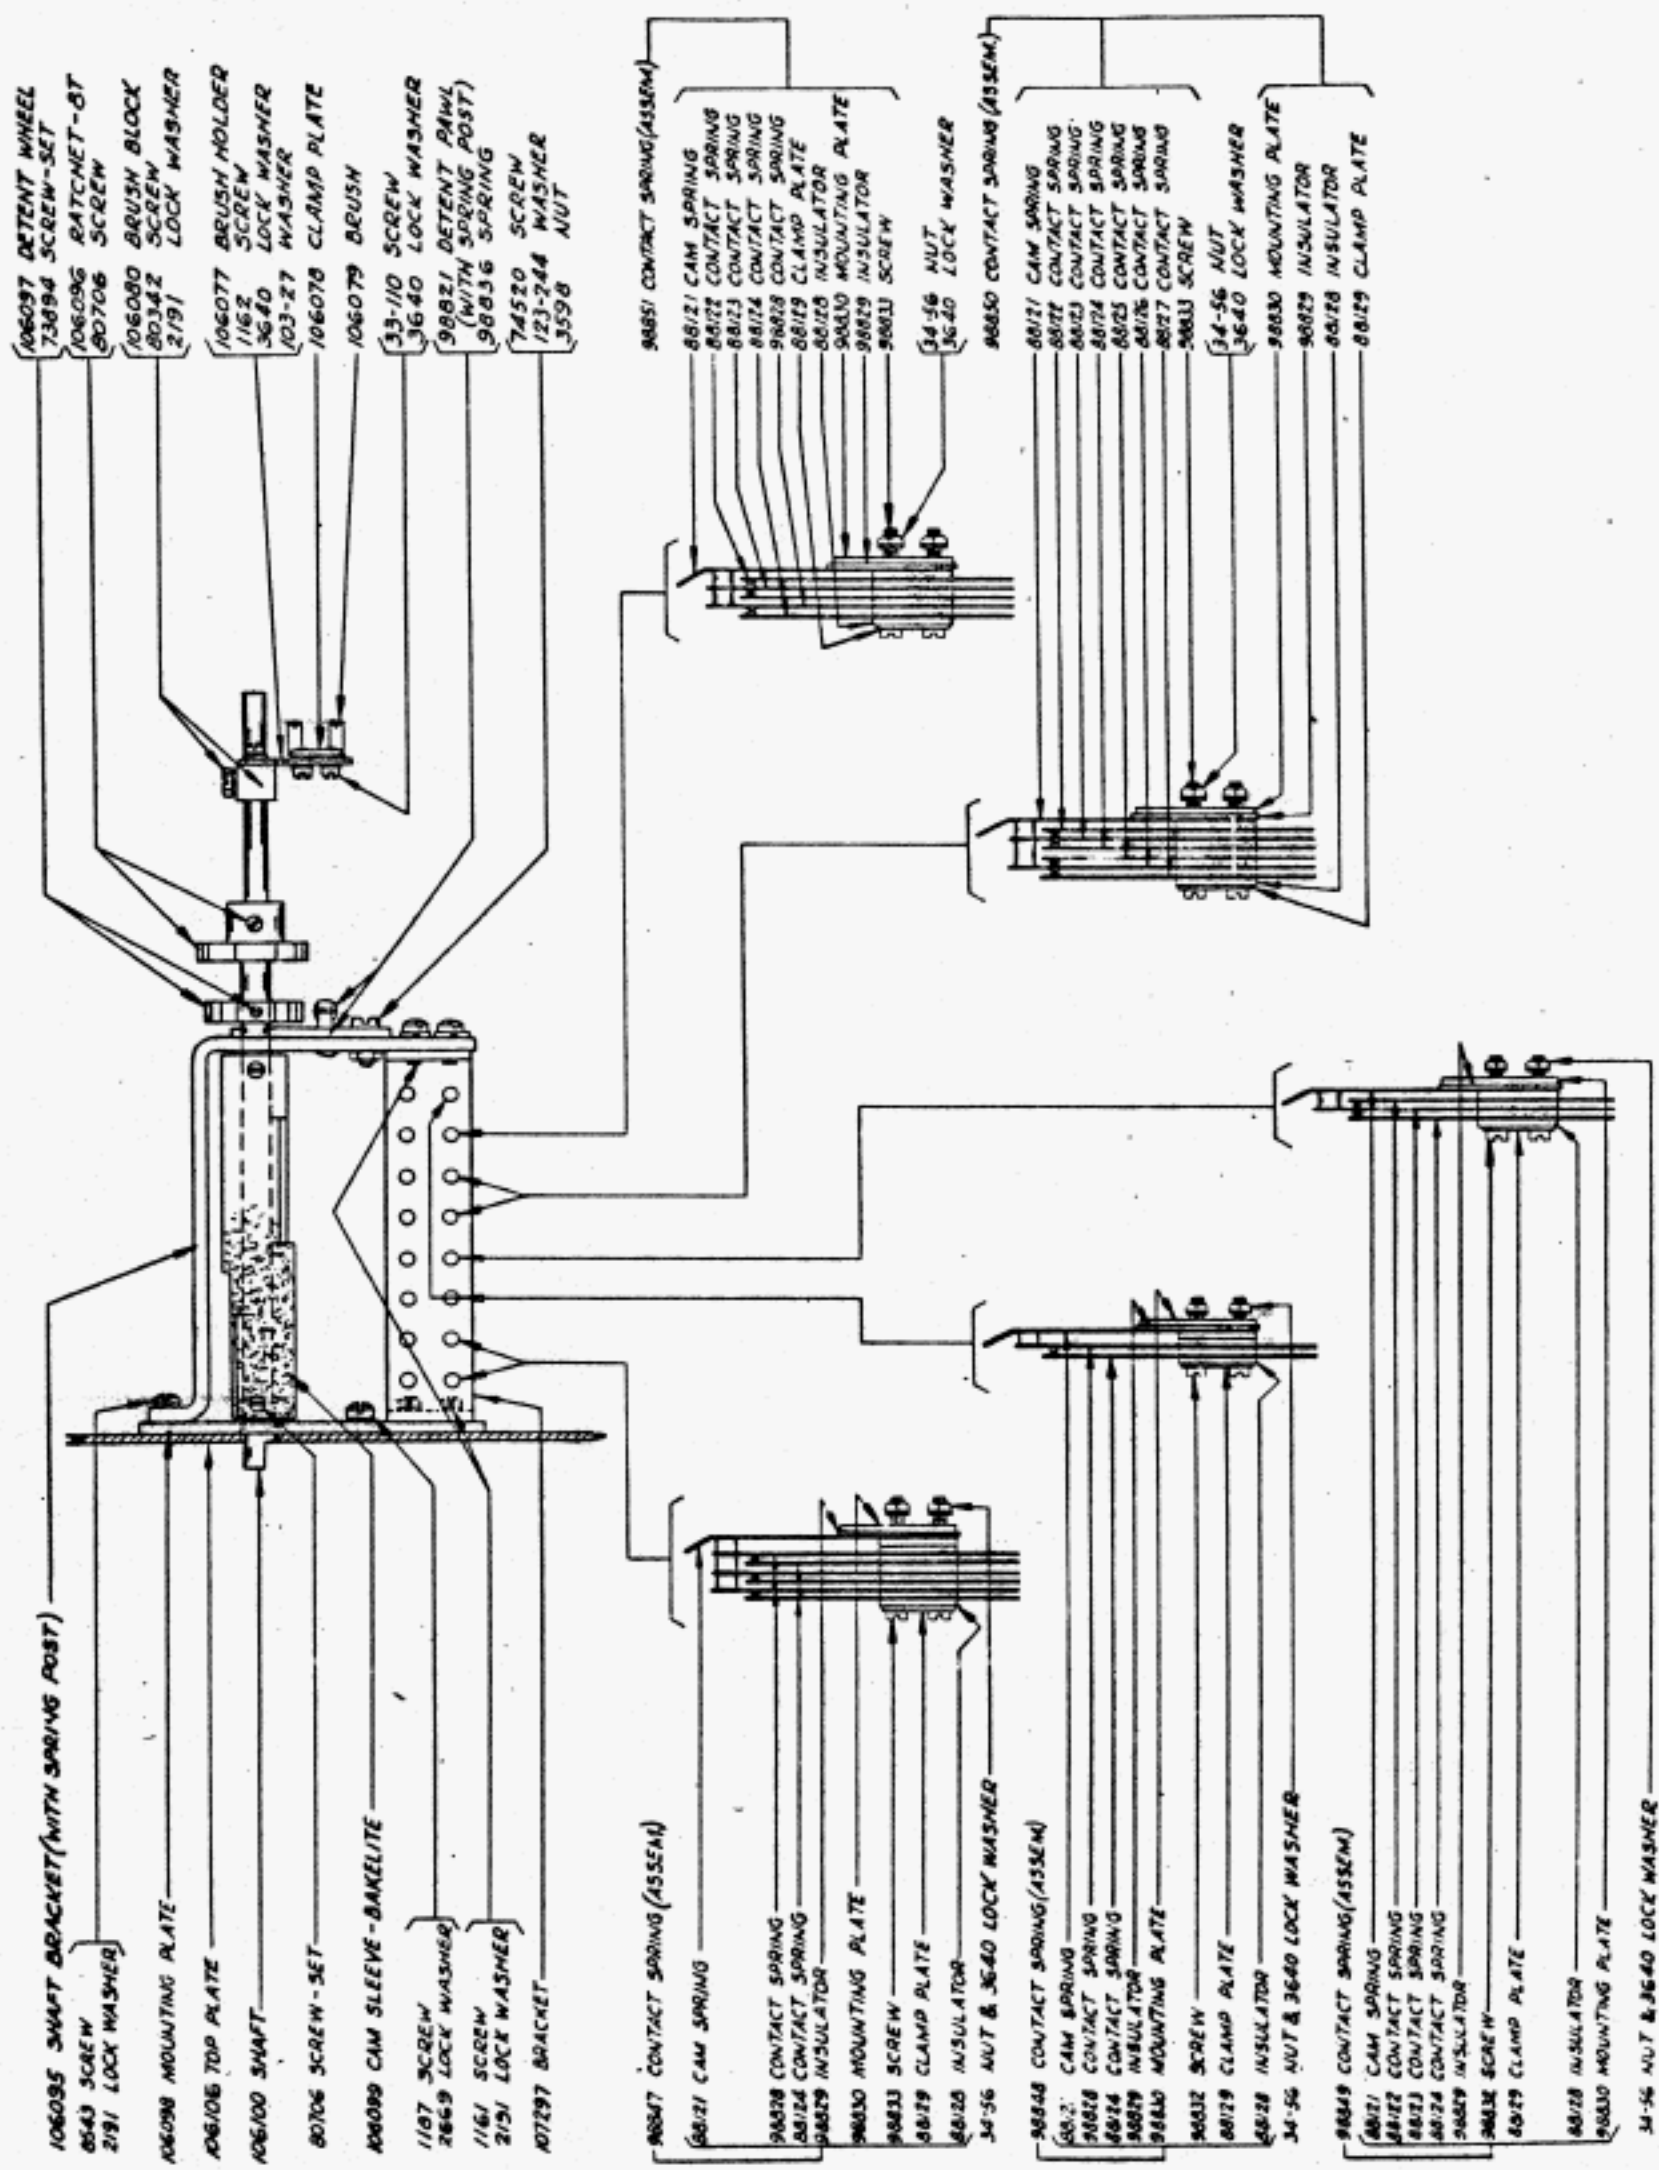 106095 SHAFT BRACKET (WITH SPRING POST)
8543 SCREW
2191 LOCK WASHER
106098 MOUNTING PLATE
106106 TOP PLATE
106100 SHAFT
80706 SCREW-SET
106099 CAM SLEEVE-BAKELITE
1187 SCREW
2669 LOCK WASHER
1161 SCREW
2191 LOCK WASHER
107297 BRACKET
106097 DETENT WHEEL
73894 SCREW-SET
106096 RATCHET-8T
80706 SCREW
106080 BRUSH BLOCK
80342 SCREW
2191 LOCK WASHER
106077 BRUSH HOLDER
1162 SCREW
3640 LOCK WASHER
103-27 WASHER
106078 CLAMP PLATE
106079 BRUSH
33-110 SCREW
3640 LOCK WASHER
98821 DETENT PAWL
(WITH SPRING POST)
98836 SPRING
74520 SCREW
123-244 WASHER
3598 NUT
98847 CONTACT SPRING (ASSEM)
88121 CAM SPRING
98828 CONTACT SPRING
88124 CONTACT SPRING
98829 INSULATOR
98830 MOUNTING PLATE
98833 SCREW
88129 CLAMP PLATE
88128 INSULATOR
34-56 NUT & 3640 LOCK WASHER
98851 CONTACT SPRING (ASSEM)
88121 CAM SPRING
88122 CONTACT SPRING
88123 CONTACT SPRING
88124 CONTACT SPRING
98828 CONTACT SPRING
88129 CLAMP PLATE
88128 INSULATOR
98830 MOUNTING PLATE
98829 INSULATOR
98833 SCREW
34-56 NUT
3640 LOCK WASHER
98848 CONTACT SPRING (ASSEM)
CAM SPRING
98828 CONTACT SPRING
88124 CONTACT SPRING
98829 INSULATOR
98830 MOUNTING PLATE
98832 SCREW
88129 CLAMP PLATE
88128 INSULATOR
34-56 NUT & 3640 LOCK WASHER
98850 CONTACT SPRING (ASSEM)
88121 CAM SPRING
88122 CONTACT SPRING
88123 CONTACT SPRING
88124 CONTACT SPRING
88125 CONTACT SPRING
88126 CONTACT SPRING
88127 CONTACT SPRING
98833 SCREW
34-56 NUT
3640 LOCK WASHER
98830 MOUNTING PLATE
98829 INSULATOR
88128 INSULATOR
88129 CLAMP PLATE
98849 CONTACT SPRING (ASSEM)
88121 CAM SPRING
88122 CONTACT SPRING
88123 CONTACT SPRING
88124 CONTACT SPRING
98829 INSULATOR
98832 SCREW
88129 CLAMP PLATE
88128 INSULATOR
98830 MOUNTING PLATE
34-56 NUT & 3640 LOCK WASHER